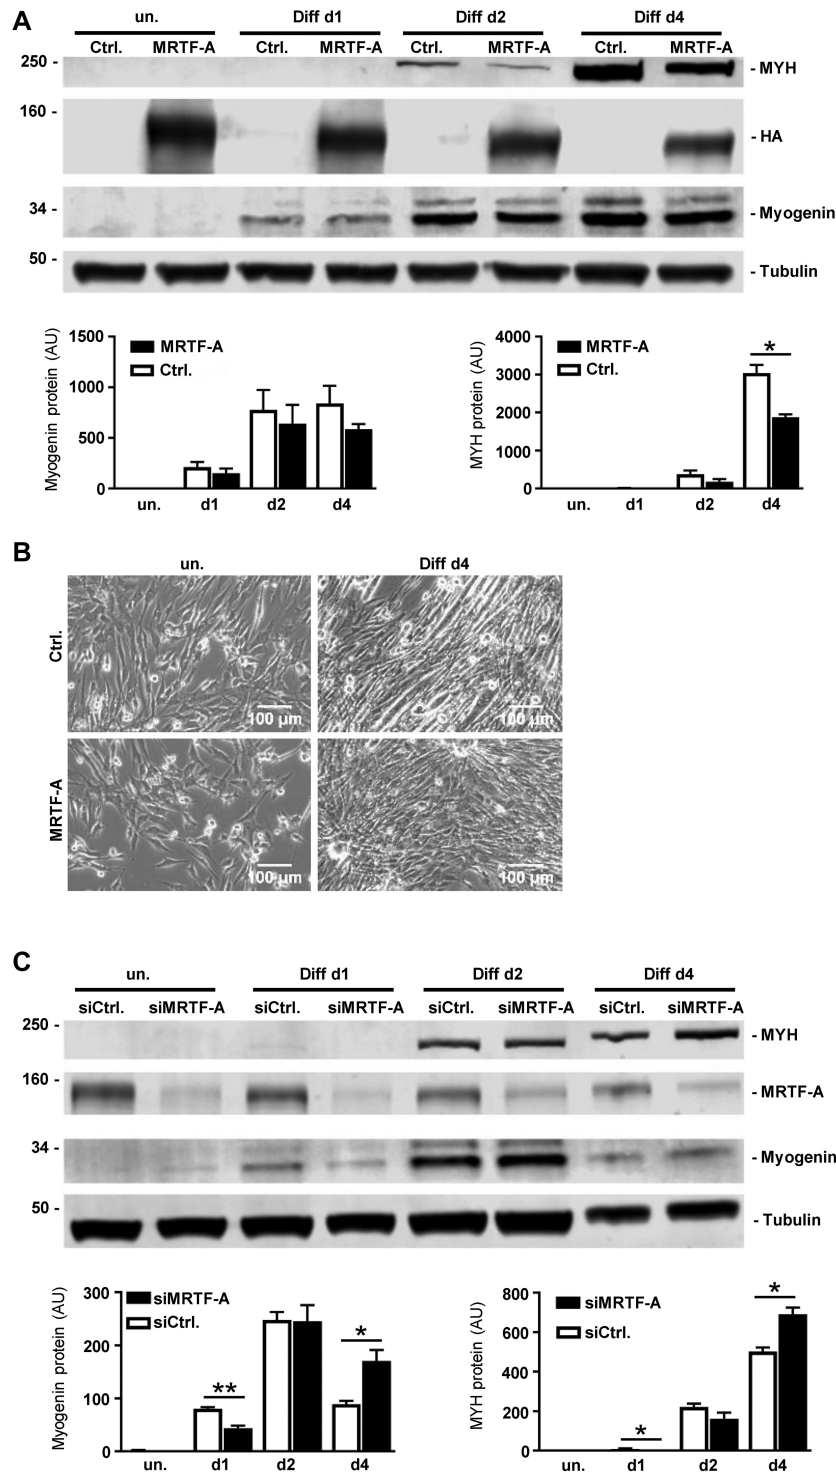 A
un. Diff d1 Diff d2 Diff d4
Ctrl. MRTF-A Ctrl. MRTF-A Ctrl. MRTF-A Ctrl. MRTF-A
250 - - MYH
160 - - HA
34 - - Myogenin
50 - - Tubulin
Myogenin protein (AU)
1500
1000
500
0
MRTF-A
Ctrl.
un. d1 d2 d4
MYH protein (AU)
4000
3000
2000
1000
0
MRTF-A
Ctrl.
*
un. d1 d2 d4
B
un. Diff d4
Ctrl.
100 µm 100 µm
MRTF-A
100 µm 100 µm
C
un. Diff d1 Diff d2 Diff d4
siCtrl. siMRTF-A siCtrl. siMRTF-A siCtrl. siMRTF-A siCtrl. siMRTF-A
250 - - MYH
160 - - MRTF-A
34 - - Myogenin
50 - - Tubulin
Myogenin protein (AU)
300
200
100
0
siMRTF-A
siCtrl.
** *
un. d1 d2 d4
MYH protein (AU)
800
600
400
200
0
siMRTF-A
siCtrl.
* *
un. d1 d2 d4